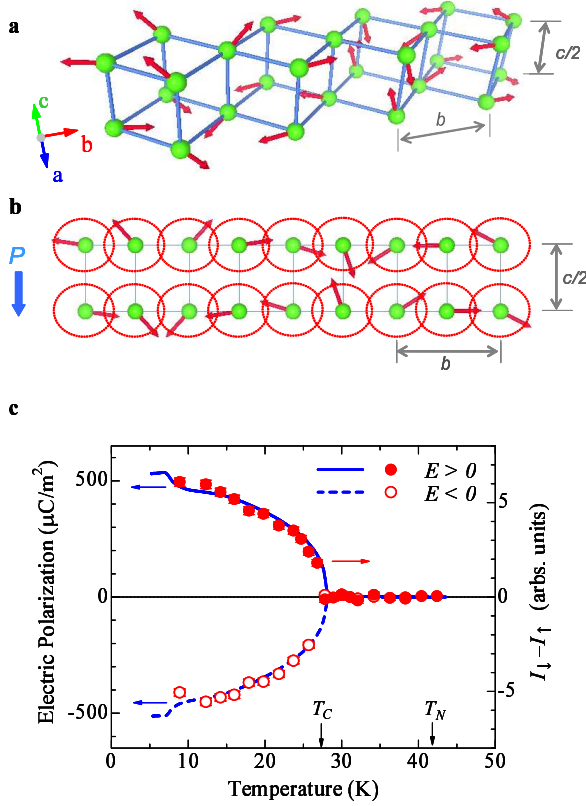 a
c/2
b
c
b
a
b
P
c/2
b
c
Electric Polarization (μC/m²)
500
0
-500
E > 0
E < 0
5
0
-5
I↓–I↑ (arbs. units)
T_C
T_N
0 10 20 30 40 50
Temperature (K)